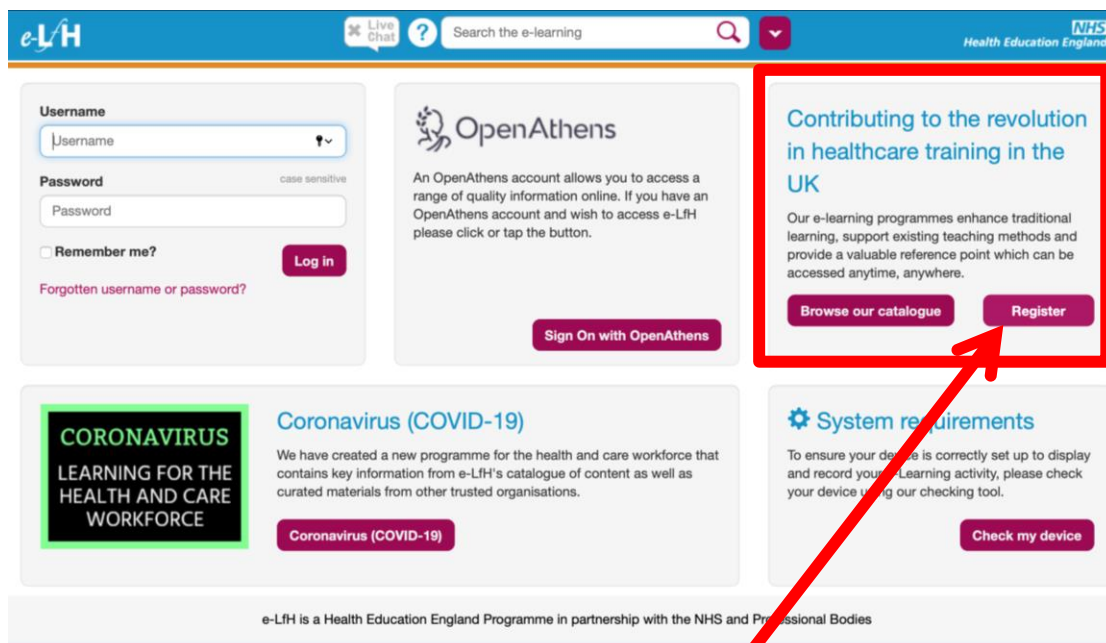 e-LfH
Live
Chat
?
Search the e-learning
NHS
Health Education England
Username
Username
Password
case sensitive
Password
Remember me?
Log in
Forgotten username or password?
OpenAthens
An OpenAthens account allows you to access a
range of quality information online. If you have an
OpenAthens account and wish to access e-LfH
please click or tap the button.
Sign On with OpenAthens
Contributing to the revolution
in healthcare training in the
UK
Our e-learning programmes enhance traditional
learning, support existing teaching methods and
provide a valuable reference point which can be
accessed anytime, anywhere.
Browse our catalogue
Register
CORONAVIRUS
LEARNING FOR THE
HEALTH AND CARE
WORKFORCE
Coronavirus (COVID-19)
We have created a new programme for the health and care workforce that
contains key information from e-LfH's catalogue of content as well as
curated materials from other trusted organisations.
Coronavirus (COVID-19)
System requirements
To ensure your device is correctly set up to display
and record your e-Learning activity, please check
your device using our checking tool.
Check my device
e-LfH is a Health Education England Programme in partnership with the NHS and Professional Bodies